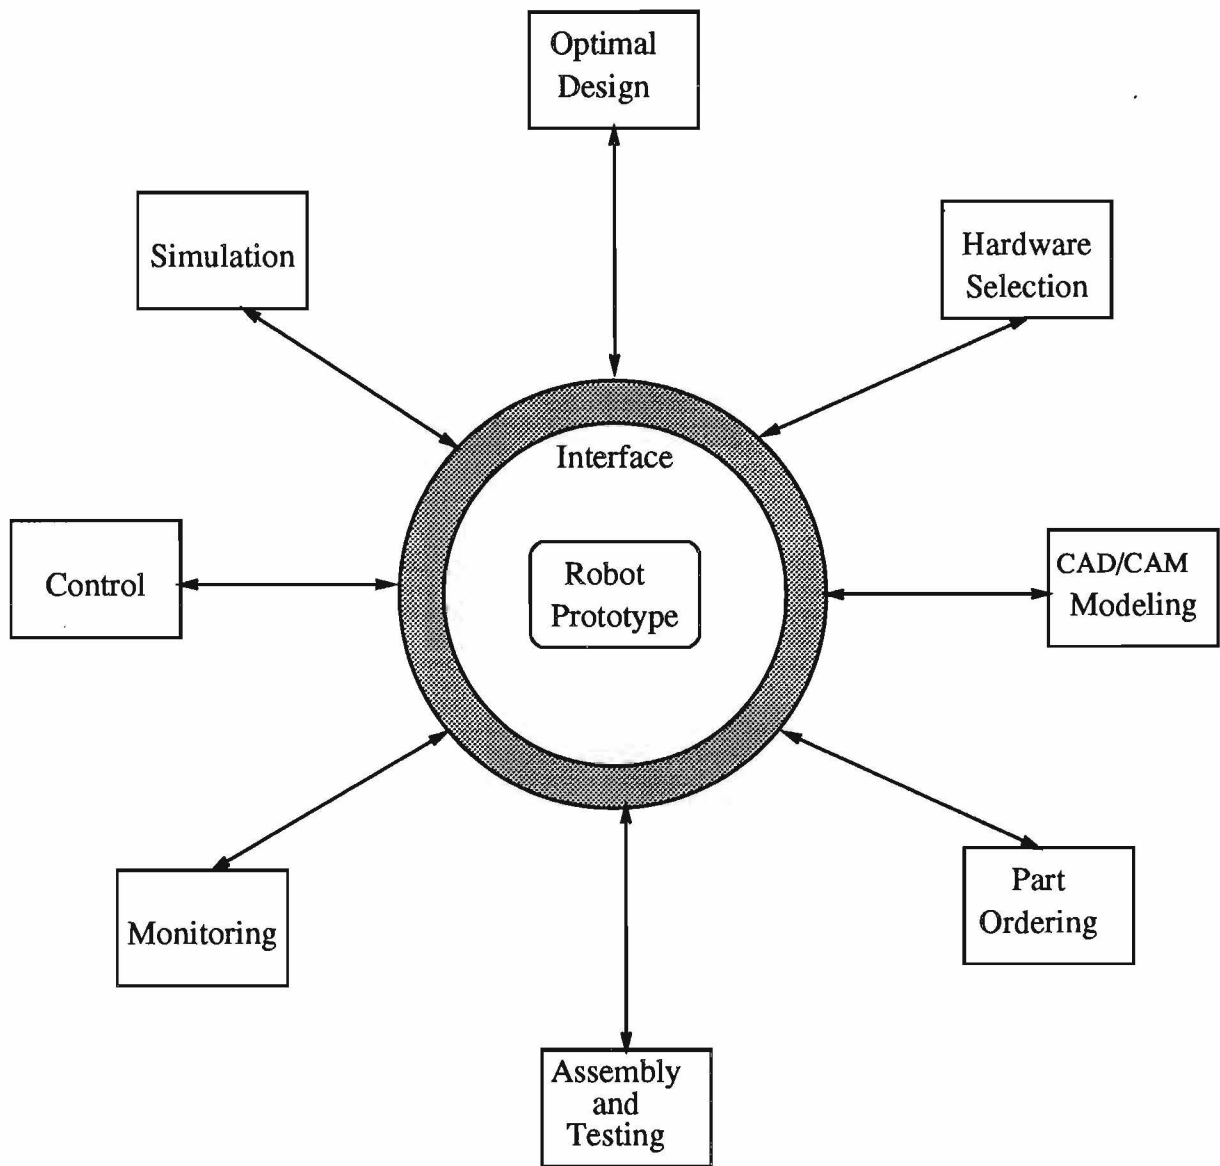 Optimal
Design
Simulation
Hardware
Selection
Interface
Control
Robot
Prototype
CAD/CAM
Modeling
Monitoring
Part
Ordering
Assembly
and
Testing